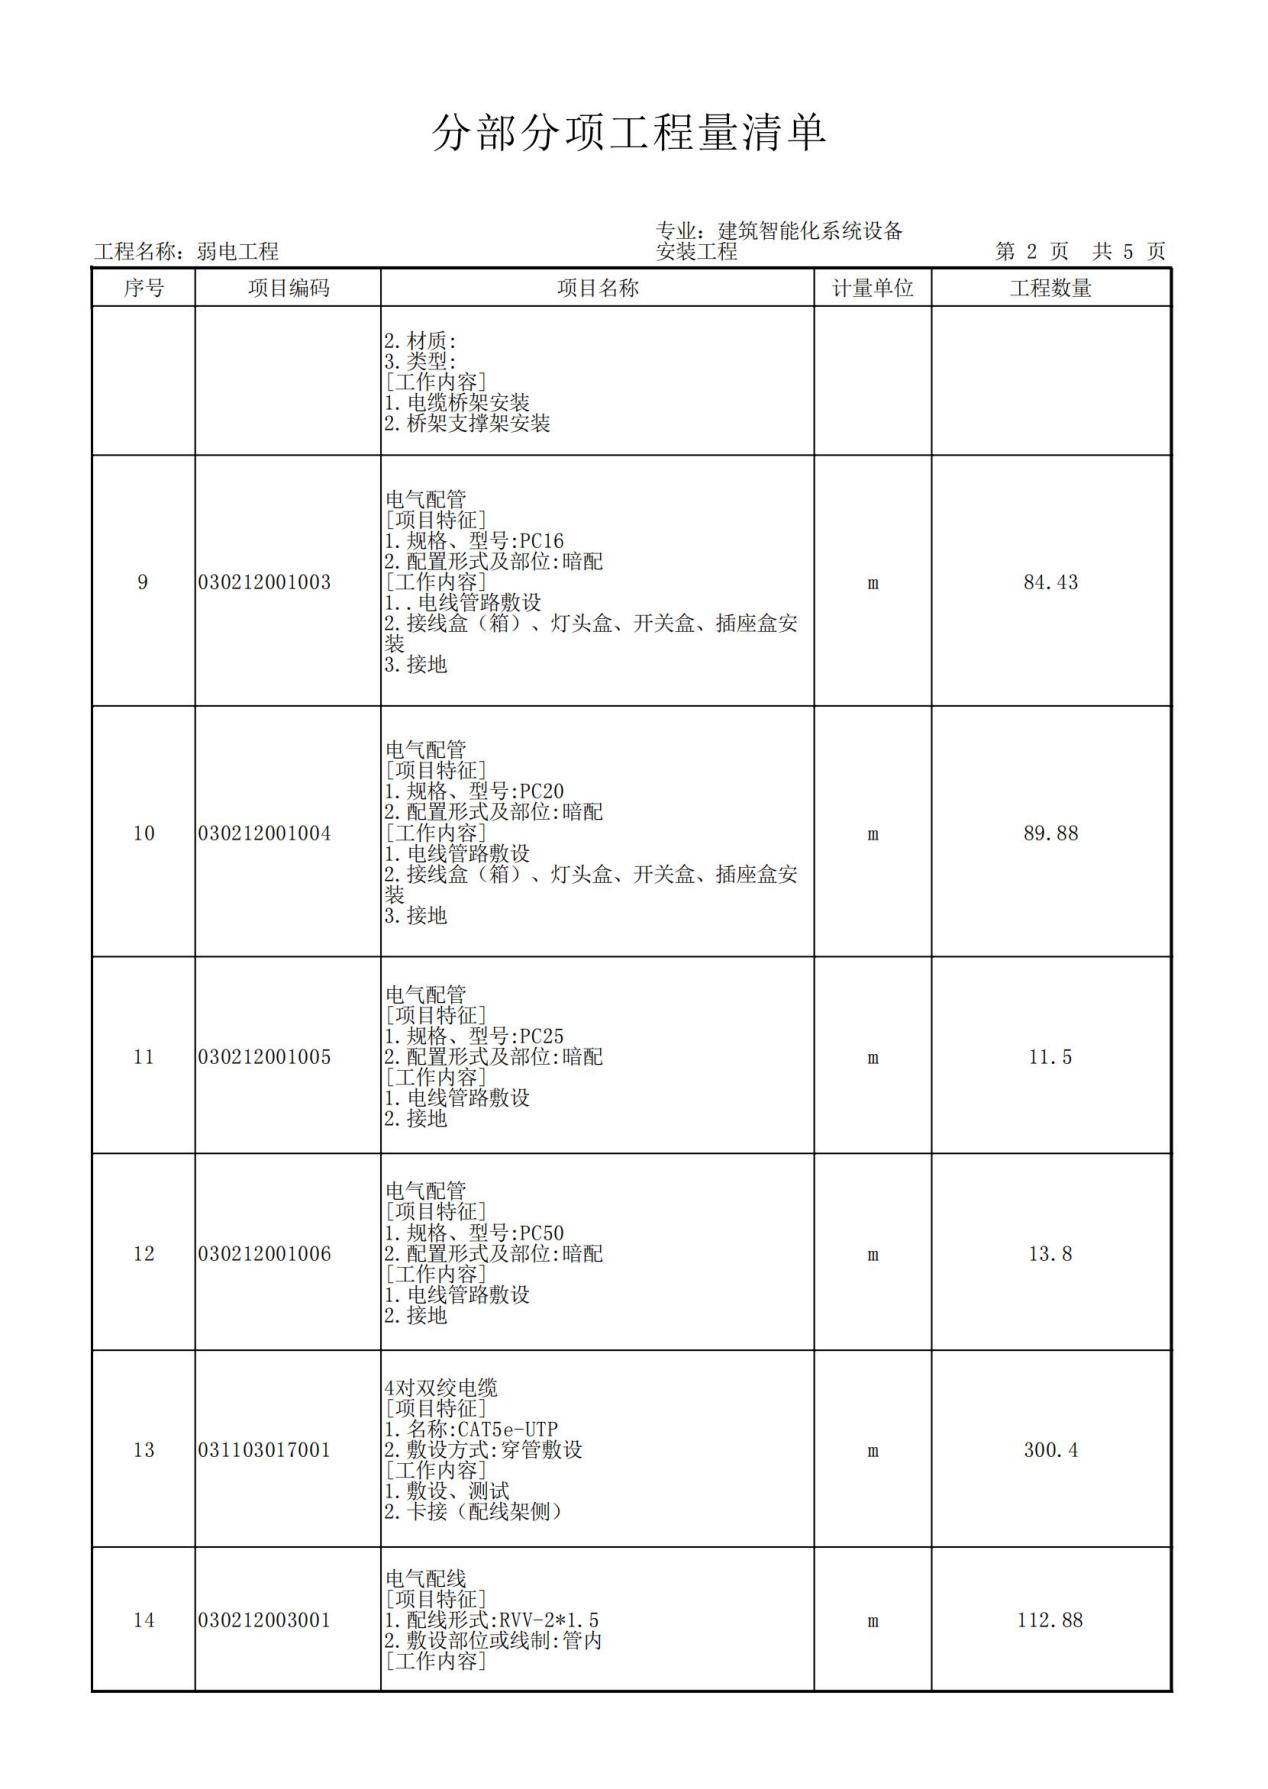 分部分项工程量清单
专业: 建筑智能化系统设备
工程名称: 弱电工程 安装工程 第 2 页 共 5 页
序号 项目编码 项目名称 计量单位 工程数量
2.材质:
3.类型:
[工作内容]
1.电缆桥架安装
2.桥架支撑架安装
电气配管
[项目特征]
1.规格、型号:PC16
2.配置形式及部位:暗配
9 030212001003 [工作内容] m 84.43
1..电线管路敷设
2.接线盒（箱）、灯头盒、开关盒、插座盒安
装
3.接地
电气配管
[项目特征]
1.规格、型号:PC20
2.配置形式及部位:暗配
10 030212001004 [工作内容] m 89.88
1.电线管路敷设
2.接线盒（箱）、灯头盒、开关盒、插座盒安
装
3.接地
电气配管
[项目特征]
1.规格、型号:PC25
11 030212001005 2.配置形式及部位:暗配 m 11.5
[工作内容]
1.电线管路敷设
2.接地
电气配管
[项目特征]
1.规格、型号:PC50
12 030212001006 2.配置形式及部位:暗配 m 13.8
[工作内容]
1.电线管路敷设
2.接地
4对双绞电缆
[项目特征]
1.名称:CAT5e-UTP
13 031103017001 2.敷设方式:穿管敷设 m 300.4
[工作内容]
1.敷设、测试
2.卡接（配线架侧）
电气配线
[项目特征]
14 030212003001 1.配线形式:RVV-2*1.5 m 112.88
2.敷设部位或线制:管内
[工作内容]